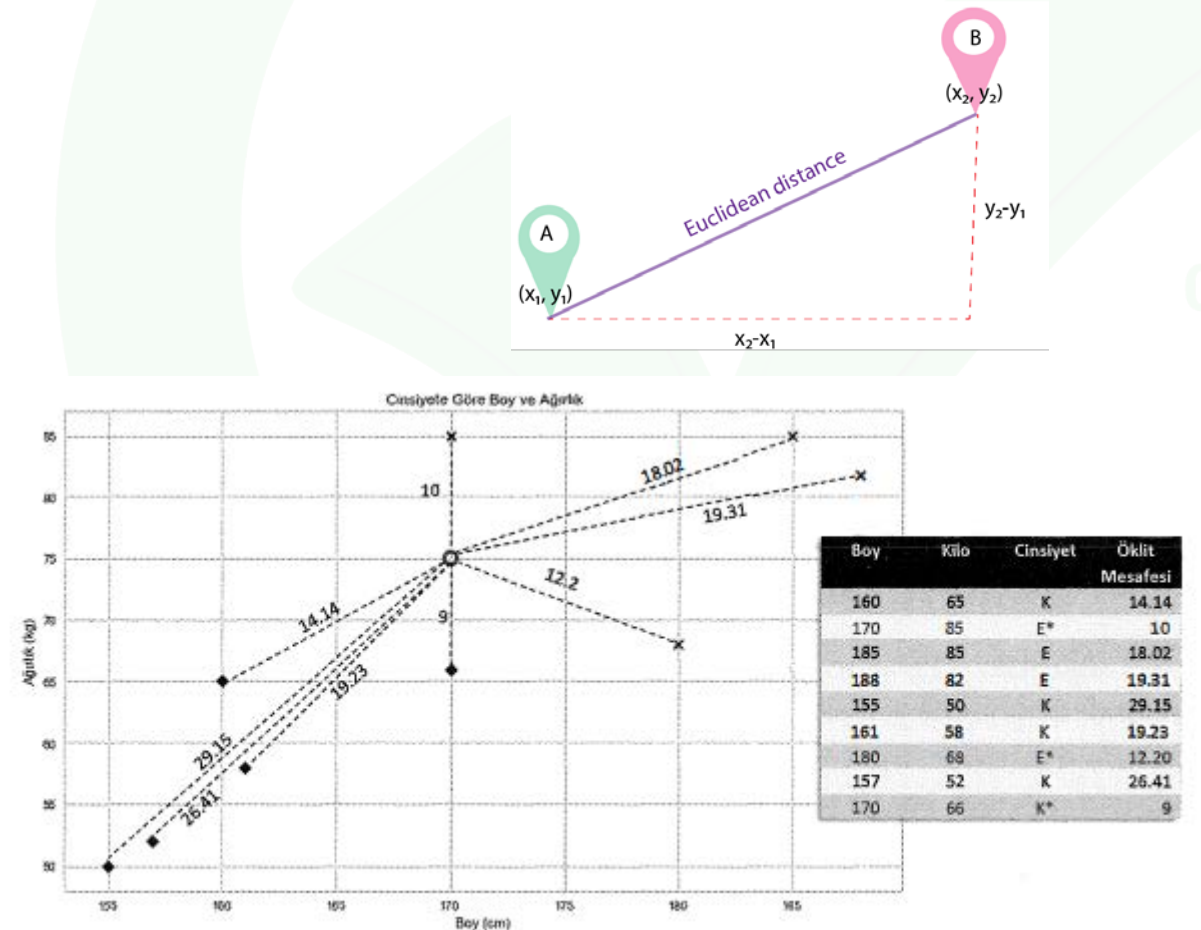 B
(x₂, y₂)
Euclidean distance
y₂-y₁
A
(x₁, y₁)
x₂-x₁
Cinsiyete Göre Boy ve Ağırlık
Ağırlık (kg)
85
80
75
70
65
60
55
50
10
18.02
19.31
12.2
9
14.14
19.23
29.15
26.41
155
160
165
170
175
180
185
Boy (cm)
Boy Kilo Cinsiyet Öklit
Mesafesi
160 65 K 14.14
170 85 E* 10
185 85 E 18.02
188 82 E 19.31
155 50 K 29.15
161 58 K 19.23
180 68 E* 12.20
157 52 K 26.41
170 66 K* 9